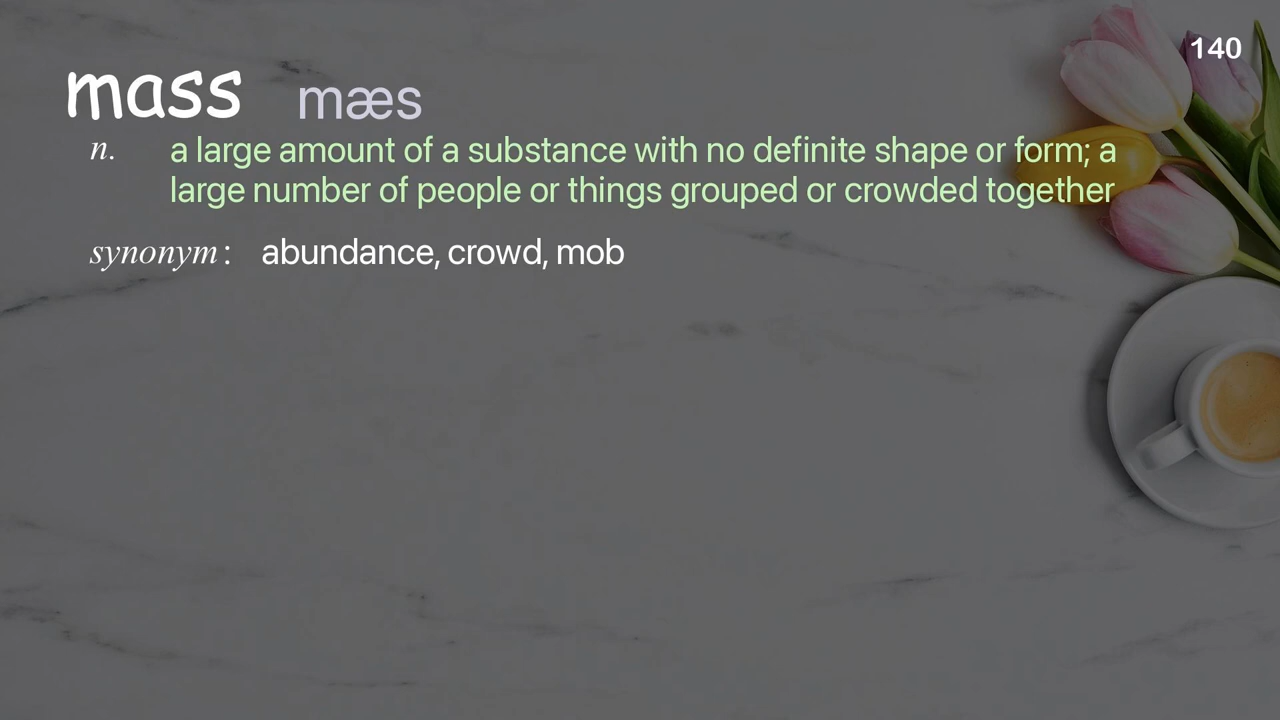 140
mass mæs
n. a large amount of a substance with no definite shape or form; a
large number of people or things grouped or crowded together
synonym: abundance, crowd, mob